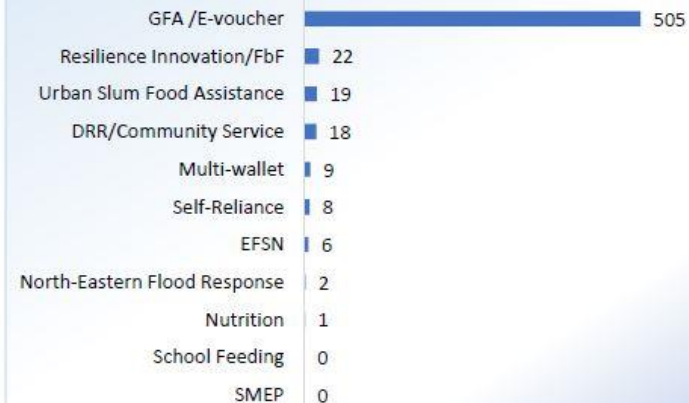 GFA /E-voucher 505
Resilience Innovation/FbF 22
Urban Slum Food Assistance 19
DRR/Community Service 18
Multi-wallet 9
Self-Reliance 8
EFSN 6
North-Eastern Flood Response 2
Nutrition 1
School Feeding 0
SMEP 0